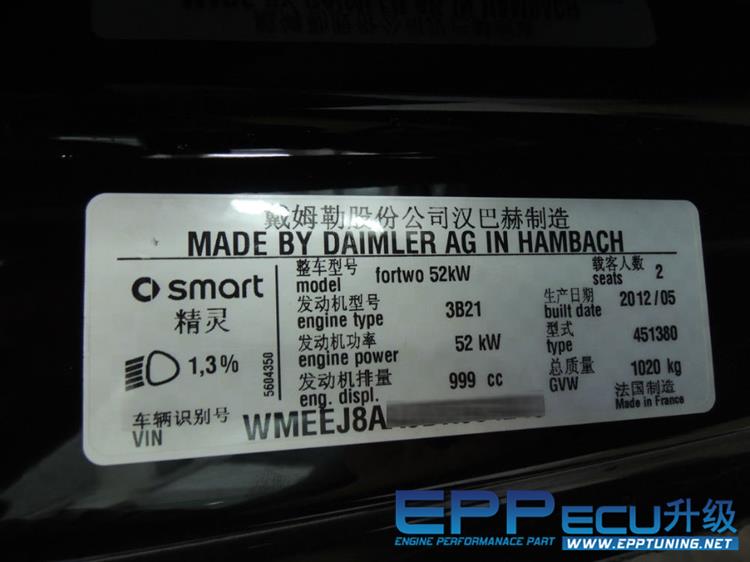 戴姆勒股份公司汉巴赫制造
MADE BY DAIMLER AG IN HAMBACH
smart
精灵
1,3%
5604350
整车型号
model
fortwo 52kW
载客人数
seats
2
发动机型号
engine type
3B21
生产日期
built date
2012/05
发动机功率
engine power
52 kW
型式
type
451380
发动机排量
eng. displ.
999 cc
总质量
GVW
1020 kg
车辆识别号
VIN
WMEEJ8A
法国制造
Made in France
EPP ECU升级
ENGINE PERFORMANACE PART
WWW.EPPTUNING.NET